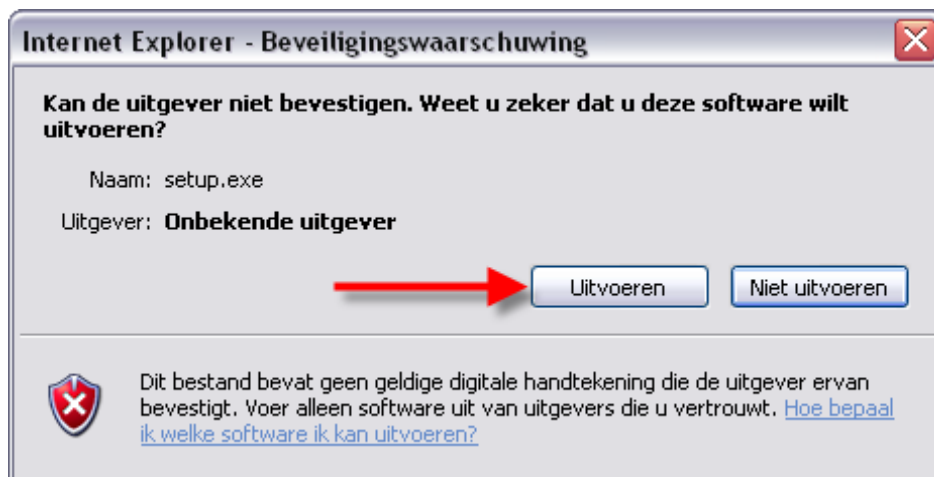 Internet Explorer - Beveiligingswaarschuwing
Kan de uitgever niet bevestigen. Weet u zeker dat u deze software wilt
uitvoeren?
Naam: setup.exe
Uitgever: Onbekende uitgever
Uitvoeren Niet uitvoeren
Dit bestand bevat geen geldige digitale handtekening die de uitgever ervan
bevestigt. Voer alleen software uit van uitgevers die u vertrouwt. Hoe bepaal
ik welke software ik kan uitvoeren?